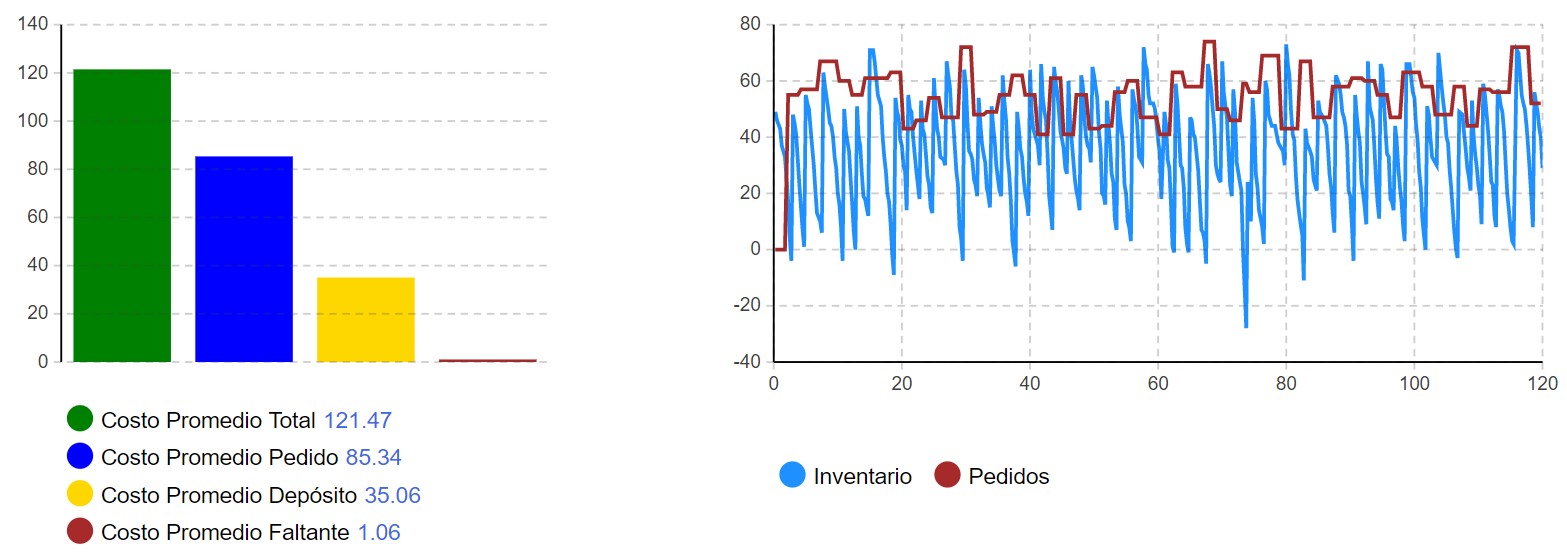 140
120
100
80
60
40
20
0
Costo Promedio Total 121.47
Costo Promedio Pedido 85.34
Costo Promedio Depósito 35.06
Costo Promedio Faltante 1.06
80
60
40
20
0
-20
-40
0 20 40 60 80 100 120
Inventario Pedidos